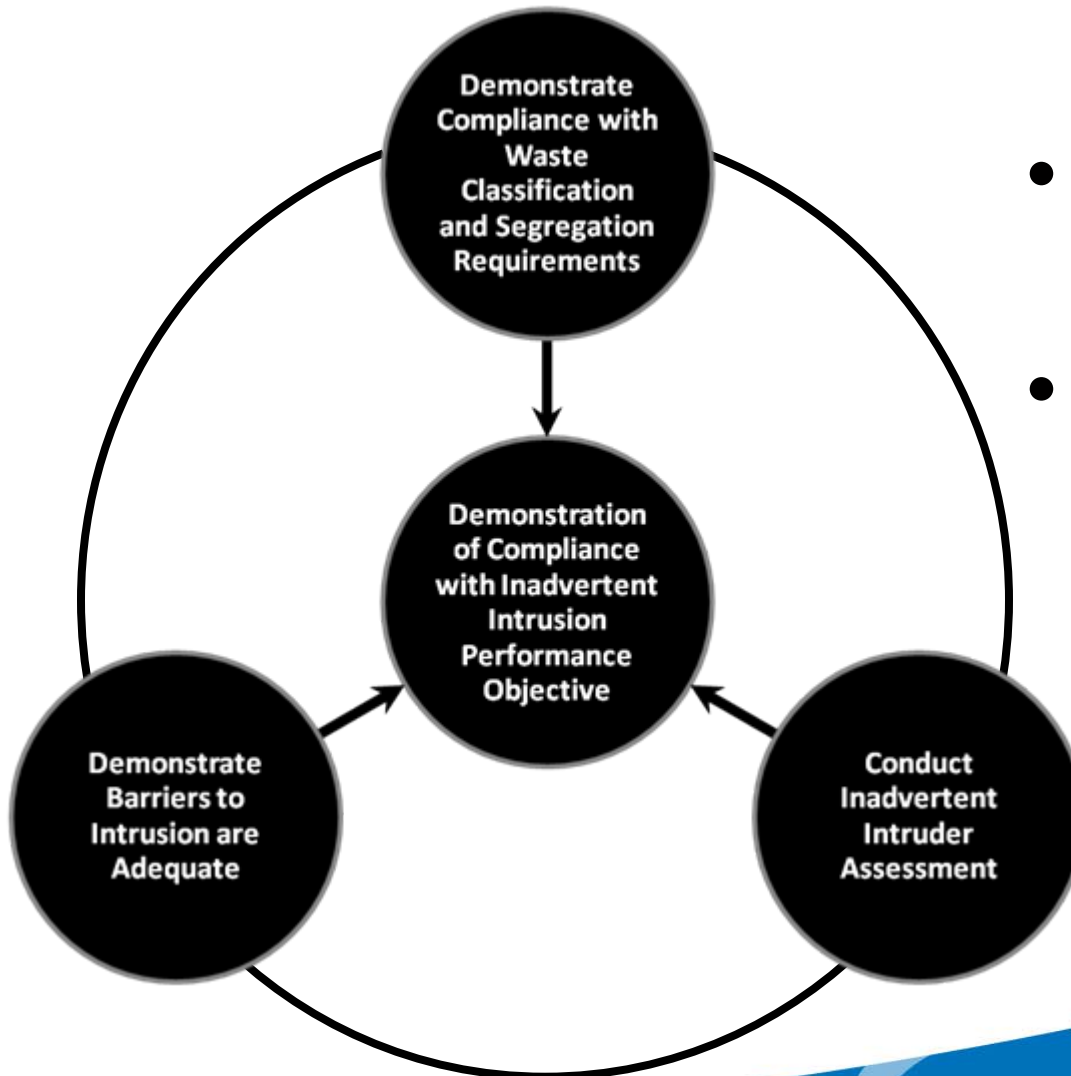 Demonstrate
Compliance with
Waste
Classification
and Segregation
Requirements
•
•
Demonstration
of Compliance
with Inadvertent
Intrusion
Performance
Objective
Demonstrate
Barriers to
Intrusion are
Adequate
Conduct
Inadvertent
Intruder
Assessment